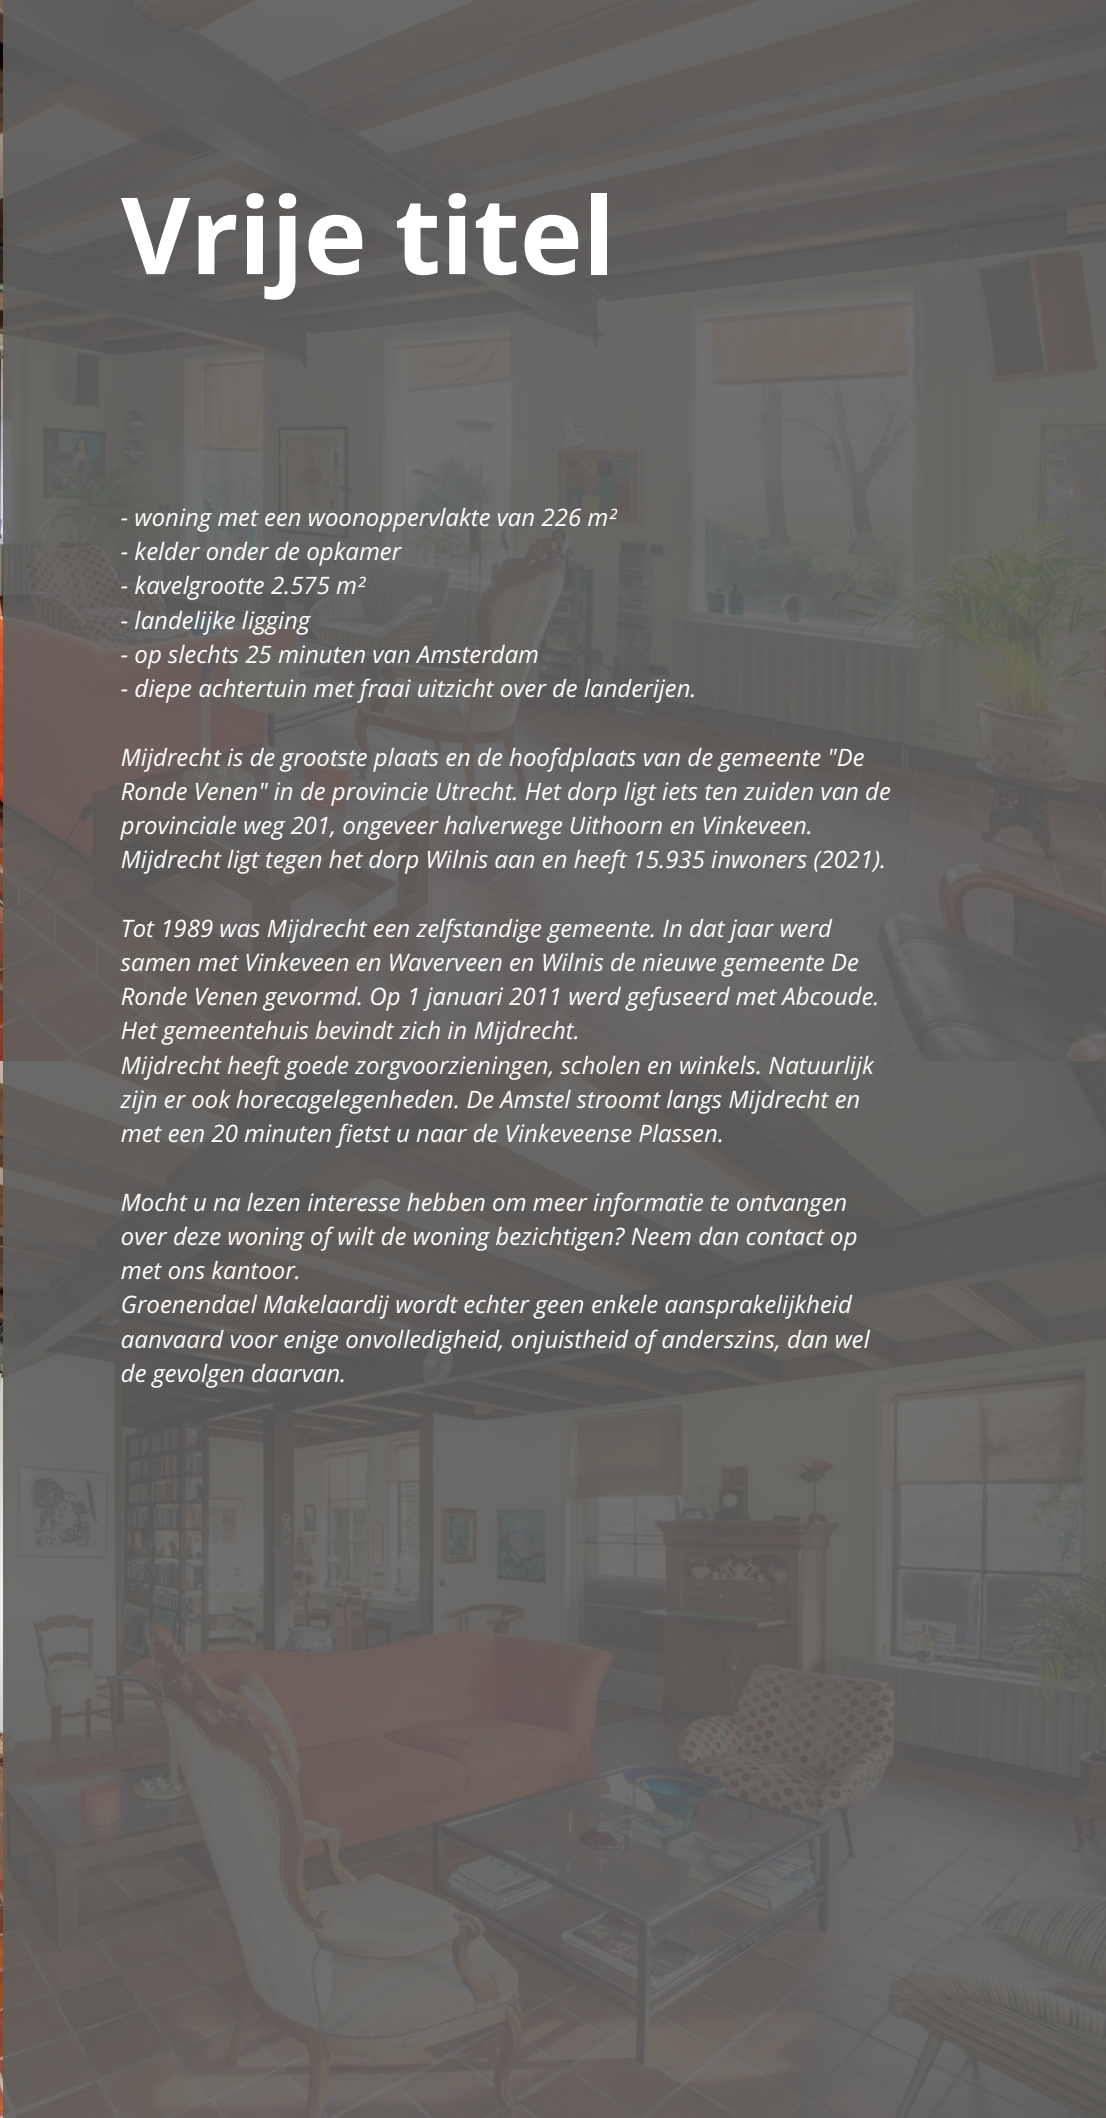 Vrije titel
- woning met een woonoppervlakte van 226 m²
- kelder onder de opkamer
- kavelgrootte 2.575 m²
- landelijke ligging
- op slechts 25 minuten van Amsterdam
- diepe achtertuin met fraai uitzicht over de landerijen.
Mijdrecht is de grootste plaats en de hoofdplaats van de gemeente "De
Ronde Venen" in de provincie Utrecht. Het dorp ligt iets ten zuiden van de
provinciale weg 201, ongeveer halverwege Uithoorn en Vinkeveen.
Mijdrecht ligt tegen het dorp Wilnis aan en heeft 15.935 inwoners (2021).
Tot 1989 was Mijdrecht een zelfstandige gemeente. In dat jaar werd
samen met Vinkeveen en Waverveen en Wilnis de nieuwe gemeente De
Ronde Venen gevormd. Op 1 januari 2011 werd gefuseerd met Abcoude.
Het gemeentehuis bevindt zich in Mijdrecht.
Mijdrecht heeft goede zorgvoorzieningen, scholen en winkels. Natuurlijk
zijn er ook horecagelegenheden. De Amstel stroomt langs Mijdrecht en
met een 20 minuten fietst u naar de Vinkeveense Plassen.
Mocht u na lezen interesse hebben om meer informatie te ontvangen
over deze woning of wilt de woning bezichtigen? Neem dan contact op
met ons kantoor.
Groenendael Makelaardij wordt echter geen enkele aansprakelijkheid
aanvaard voor enige onvolledigheid, onjuistheid of anderszins, dan wel
de gevolgen daarvan.